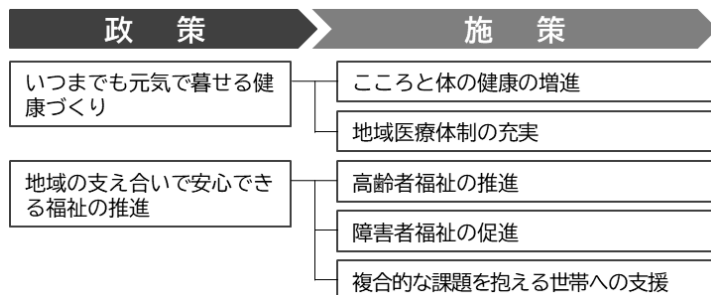 政　策
施　策
いつまでも元気で暮せる健
康づくり
こころと体の健康の増進
地域医療体制の充実
地域の支え合いで安心でき
る福祉の推進
高齢者福祉の推進
障害者福祉の促進
複合的な課題を抱える世帯への支援